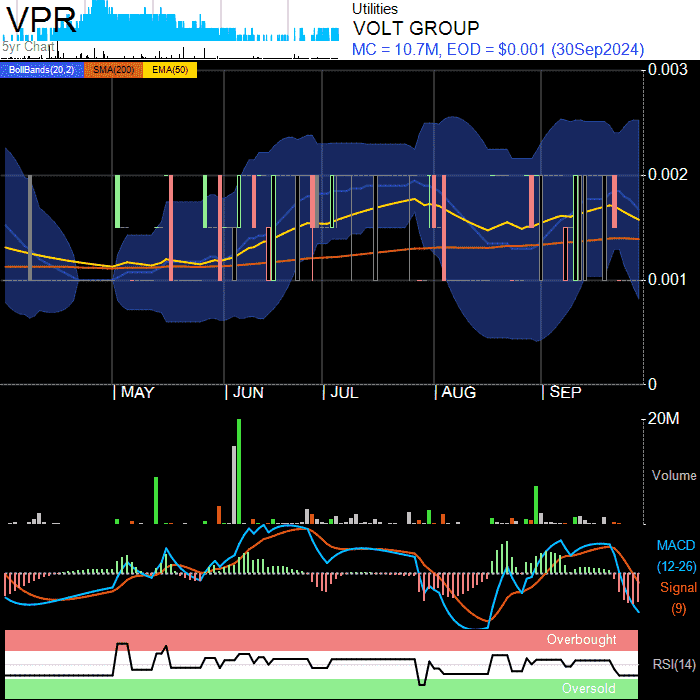 VPR
5yr Chart
Utilities
VOLT GROUP
MC = 10.7M, EOD = $0.001 (30Sep2024)
BollBands(20,2) SMA(200) EMA(50)
0.003
0.002
0.001
0
MAY JUN JUL AUG SEP
20M
Volume
MACD
(12-26)
Signal
(9)
Overbought
RSI(14)
Oversold